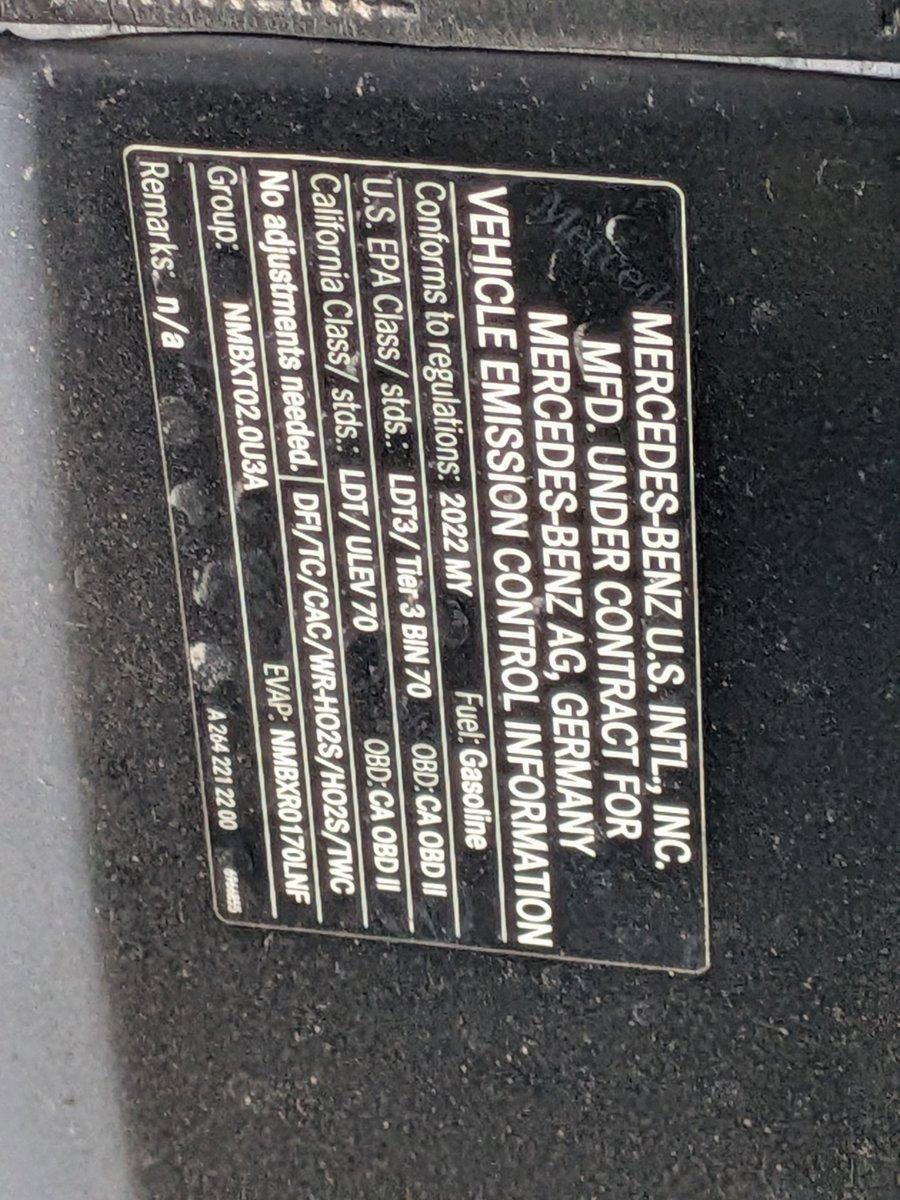 MERCEDES-BENZ U.S. INTL., INC.
MFD. UNDER CONTRACT FOR
MERCEDES-BENZ AG, GERMANY
VEHICLE EMISSION CONTROL INFORMATION
Conforms to regulations: 2022 MY Fuel: Gasoline
U.S. EPA Class/ stds.: LDT3/ Tier 3 BIN 70 OBD: CA OBD II
California Class/ stds.: LDT/ ULEV 70 OBD: CA OBD II
No adjustments needed. DFI/TC/CAC/WR-HO2S/HO2S/TWC
Group: NMBXT02.0U3A EVAP: NMBXR0170LNF
Remarks: n/a A 264 221 22 00